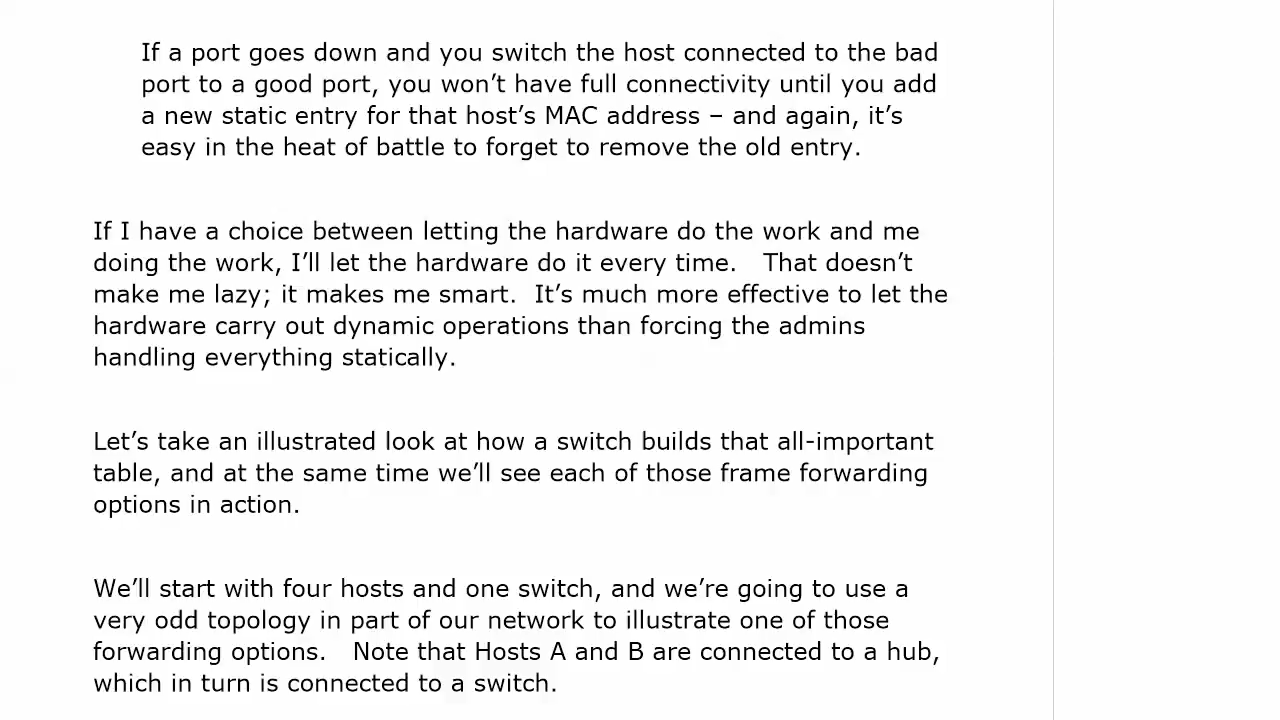 If a port goes down and you switch the host connected to the bad
port to a good port, you won’t have full connectivity until you add
a new static entry for that host’s MAC address – and again, it’s
easy in the heat of battle to forget to remove the old entry.
If I have a choice between letting the hardware do the work and me
doing the work, I’ll let the hardware do it every time.   That doesn’t
make me lazy; it makes me smart.  It’s much more effective to let the
hardware carry out dynamic operations than forcing the admins
handling everything statically.
Let’s take an illustrated look at how a switch builds that all-important
table, and at the same time we’ll see each of those frame forwarding
options in action.
We’ll start with four hosts and one switch, and we’re going to use a
very odd topology in part of our network to illustrate one of those
forwarding options.   Note that Hosts A and B are connected to a hub,
which in turn is connected to a switch.